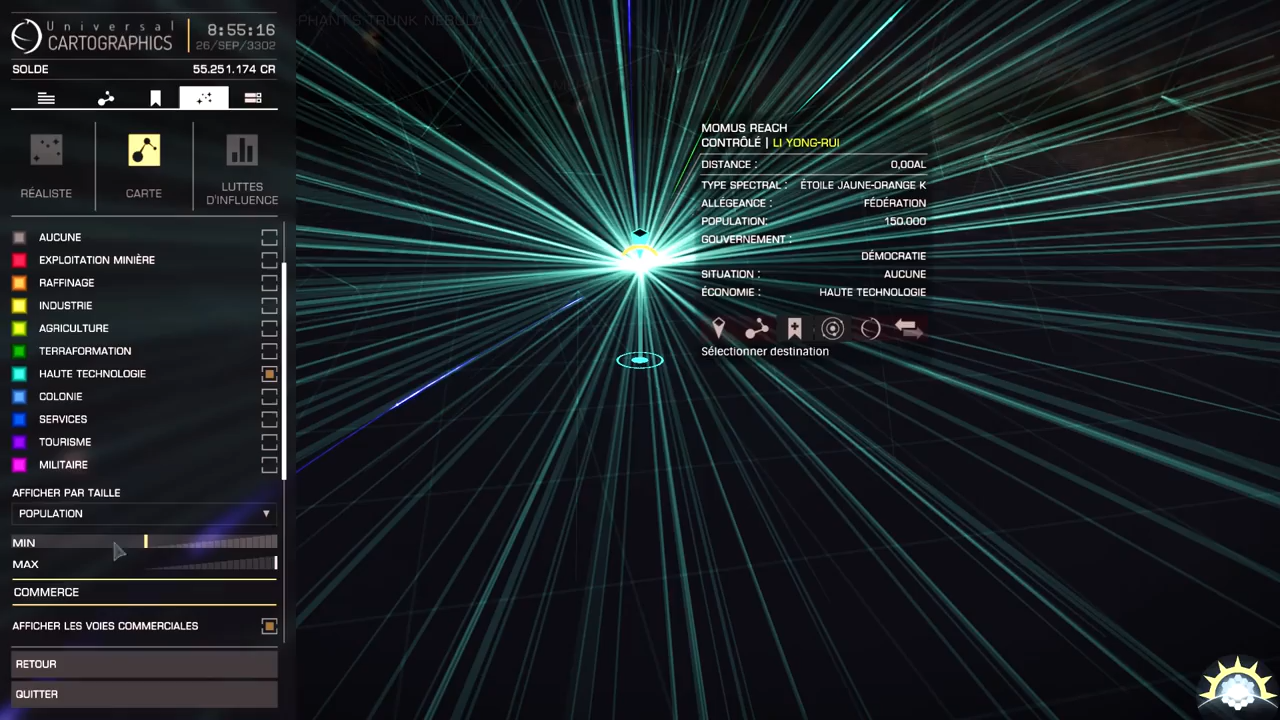 Universal
CARTOGRAPHICS
8:55:16
26/SEP/3302
SOLDE 55.251.174 CR
RÉALISTE
CARTE
LUTTES
D'INFLUENCE
AUCUNE
EXPLOITATION MINIÈRE
RAFFINAGE
INDUSTRIE
AGRICULTURE
TERRAFORMATION
HAUTE TECHNOLOGIE
COLONIE
SERVICES
TOURISME
MILITAIRE
AFFICHER PAR TAILLE
POPULATION
MIN
MAX
COMMERCE
AFFICHER LES VOIES COMMERCIALES
RETOUR
QUITTER
PHANT'S TRUNK NEBULA
MOMUS REACH
CONTRÔLÉ | LI YONG-RUI
DISTANCE : 0,00AL
TYPE SPECTRAL : ÉTOILE JAUNE-ORANGE K
ALLÉGEANCE : FÉDÉRATION
POPULATION: 150.000
GOUVERNEMENT :
DÉMOCRATIE
SITUATION : AUCUNE
ÉCONOMIE : HAUTE TECHNOLOGIE
Sélectionner destination